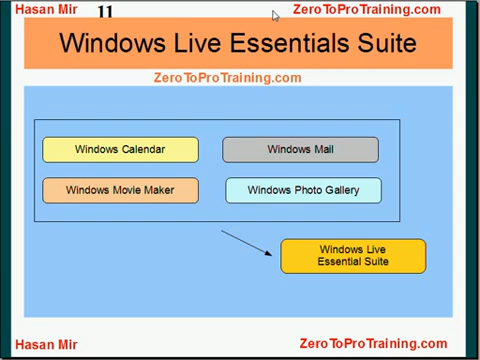 Hasan Mir 11 ZeroToProTraining.com
Windows Live Essentials Suite
ZeroToProTraining.com
Windows Calendar Windows Mail
Windows Movie Maker Windows Photo Gallery
Windows Live
Essential Suite
Hasan Mir ZeroToProTraining.com